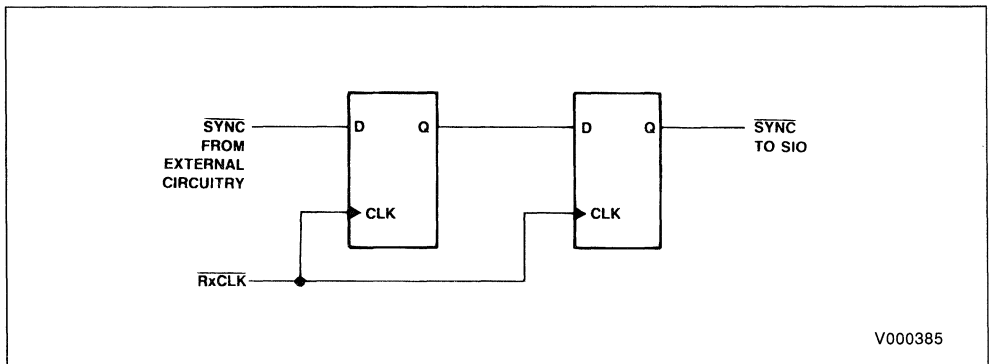 SYNC
FROM
EXTERNAL
CIRCUITRY
D Q
CLK
D Q
CLK
SYNC
TO SIO
RxCLK
V000385